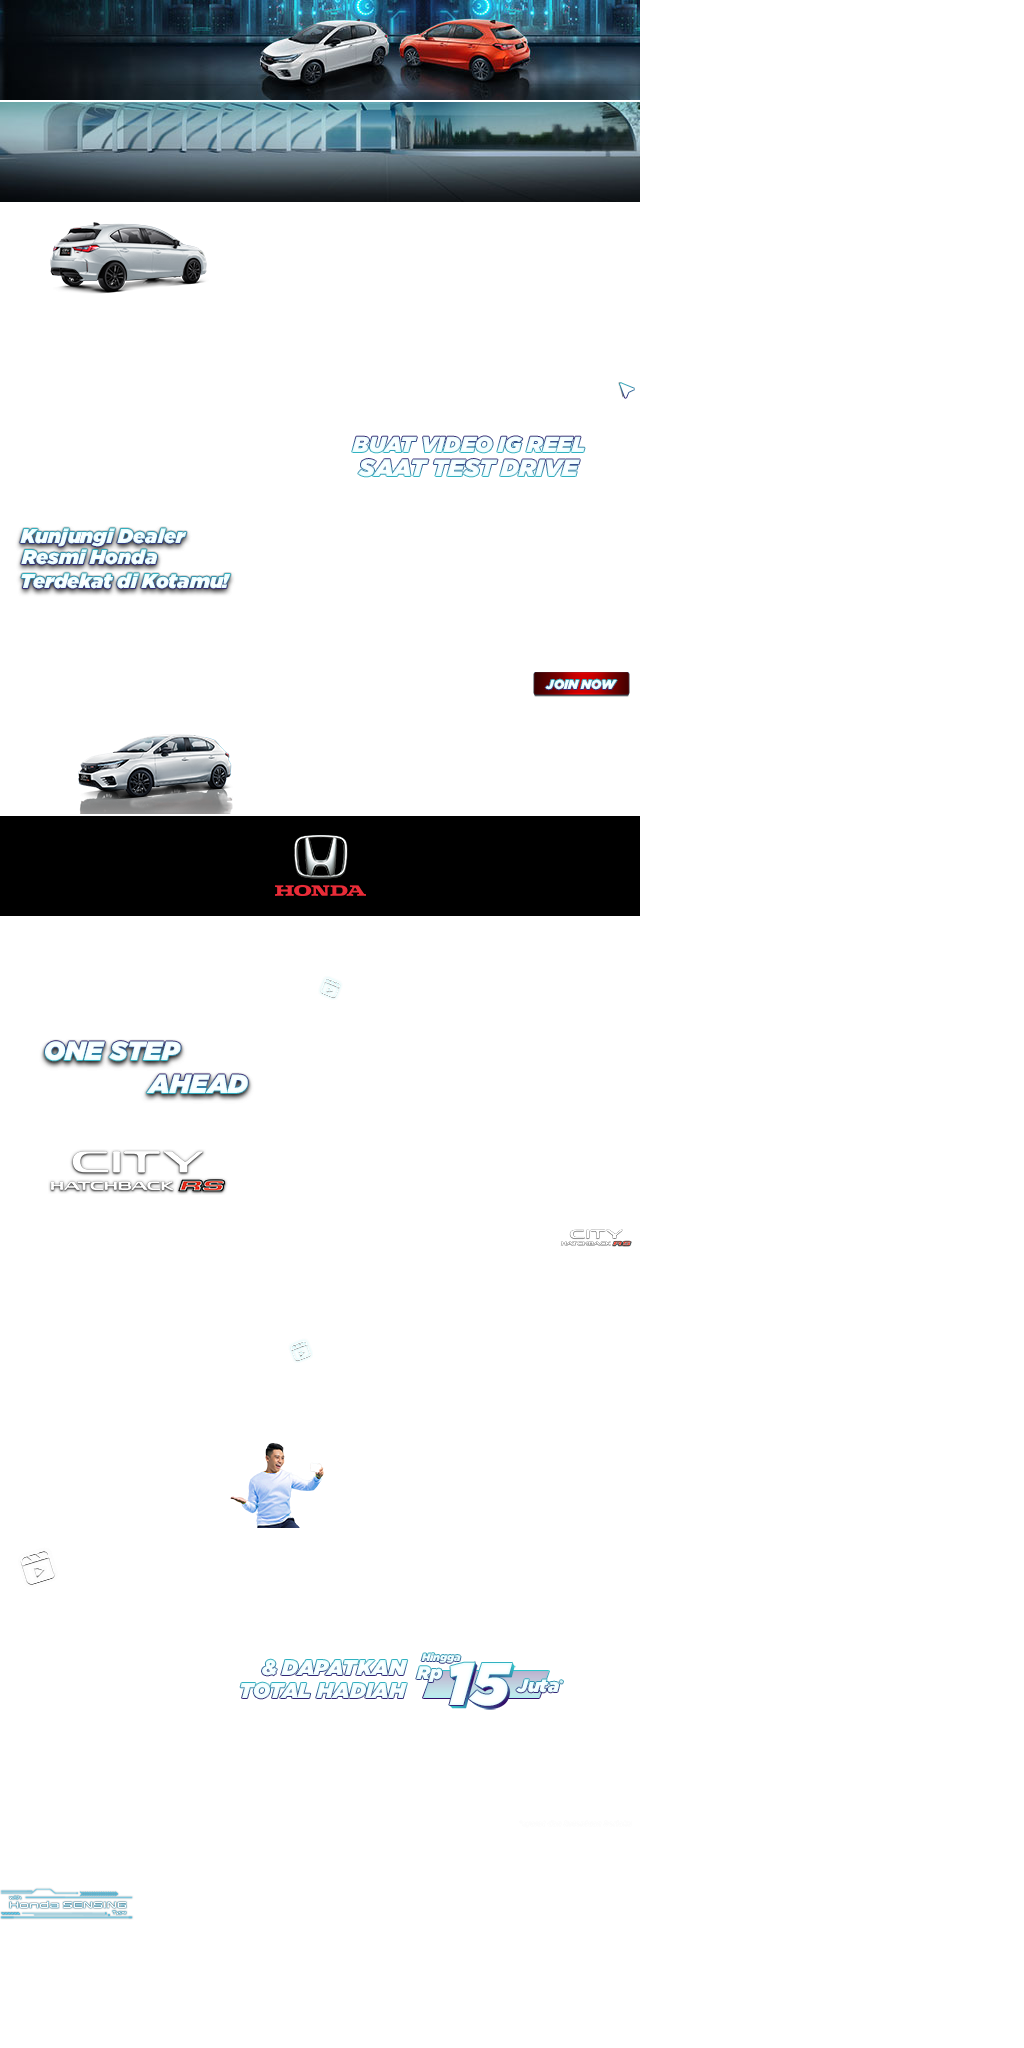 BUAT VIDEO IG REEL
SAAT TEST DRIVE
Kunjungi Dealer
Resmi Honda
Terdekat di Kotamu!
JOIN NOW
HONDA
ONE STEP
AHEAD
CITY
HATCHBACK RS
CITY
HATCHBACK RS
& DAPATKAN
TOTAL HADIAH
Hingga
Rp 15 Juta*
with
Honda SENSING